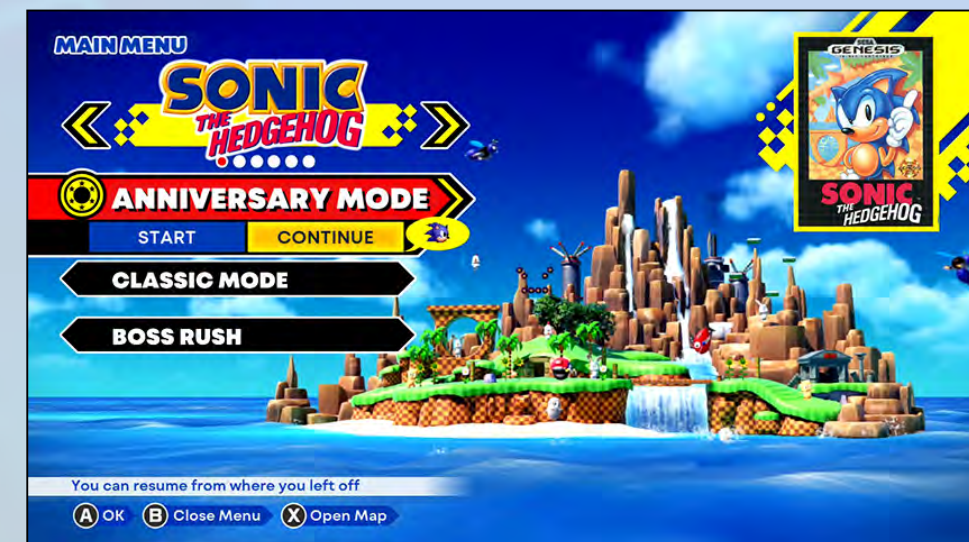 MAIN MENU
SONIC
THE
HEDGEHOG
ANNIVERSARY MODE
START CONTINUE
CLASSIC MODE
BOSS RUSH
You can resume from where you left off
A OK B Close Menu X Open Map
SEGA
GENESIS
SONIC
THE
HEDGEHOG